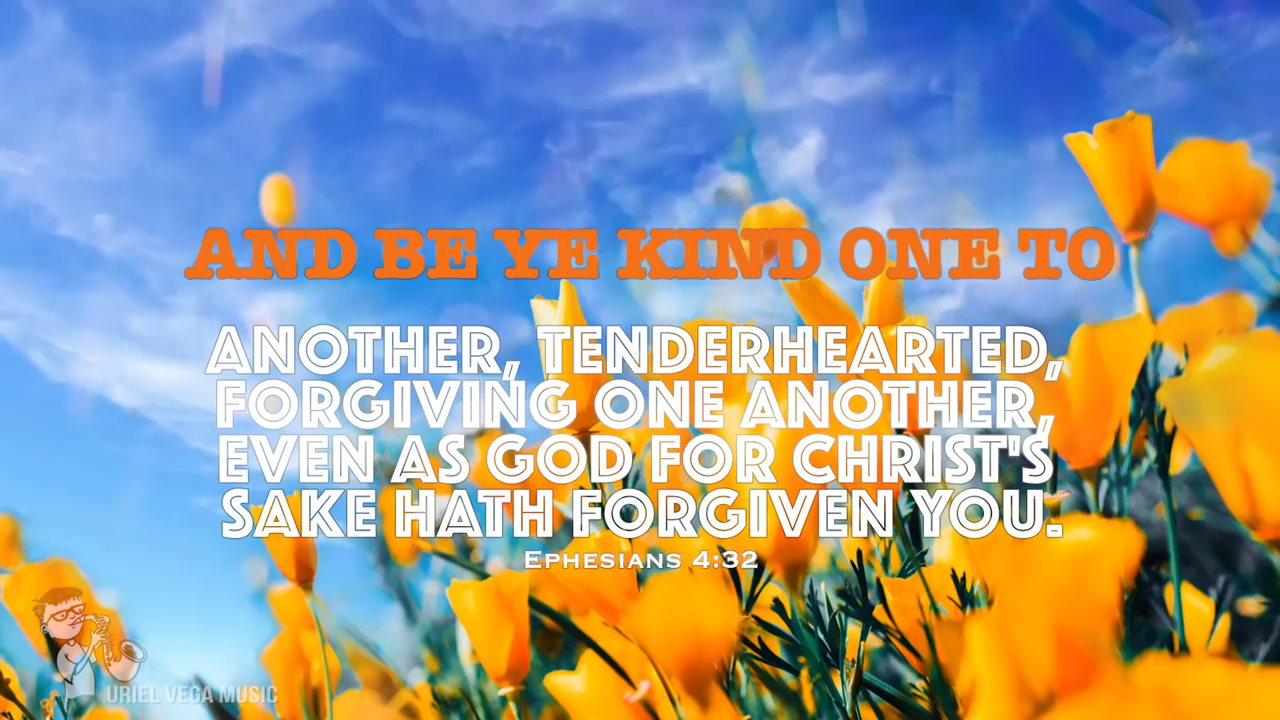 AND BE YE KIND ONE TO
ANOTHER, TENDERHEARTED,
FORGIVING ONE ANOTHER,
EVEN AS GOD FOR CHRIST'S
SAKE HATH FORGIVEN YOU.
EPHESIANS 4:32
URIEL VEGA MUSIC